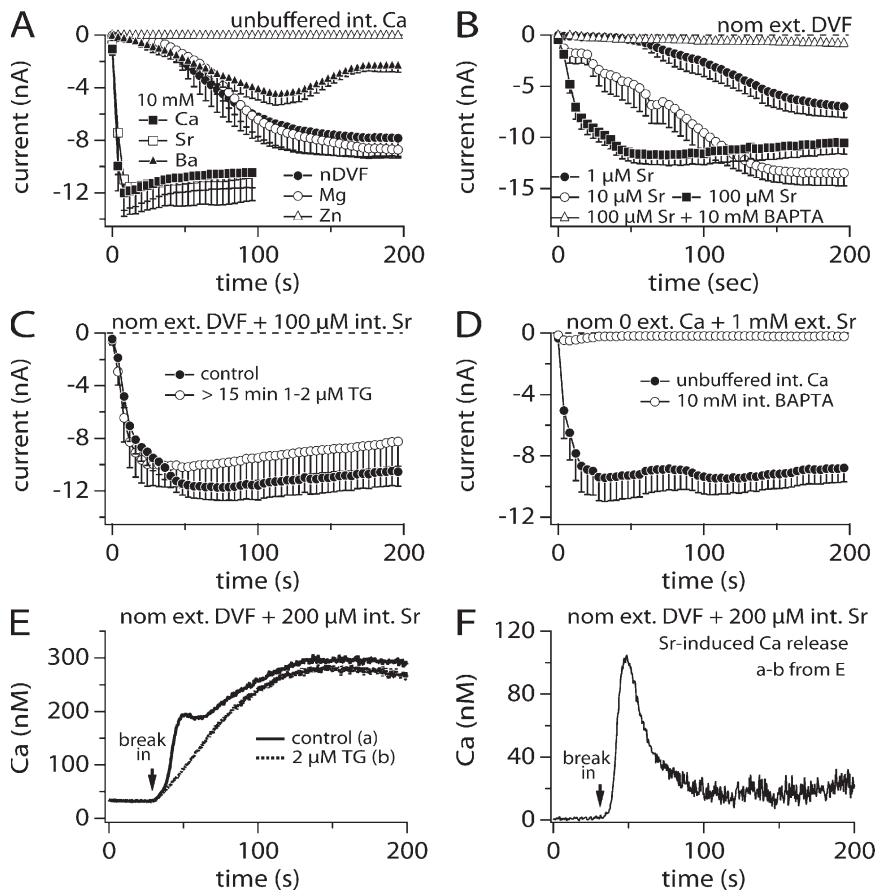 A
unbuffered int. Ca
0
-4
-8
-12
current (nA)
10 mM
Ca
Sr
Ba
nDVF
Mg
Zn
0
100
200
time (s)
B
nom ext. DVF
0
-5
-10
-15
current (nA)
1 µM Sr
10 µM Sr
100 µM Sr
100 µM Sr + 10 mM BAPTA
0
100
200
time (sec)
C
nom ext. DVF + 100 µM int. Sr
0
-4
-8
-12
current (nA)
control
> 15 min 1-2 µM TG
0
100
200
time (s)
D
nom 0 ext. Ca + 1 mM ext. Sr
0
-4
-8
-12
current (nA)
unbuffered int. Ca
10 mM int. BAPTA
0
100
200
time (s)
E
nom ext. DVF + 200 µM int. Sr
300
200
100
0
Ca (nM)
break
in
control (a)
2 µM TG (b)
0
100
200
time (s)
F
nom ext. DVF + 200 µM int. Sr
Sr-induced Ca release
a-b from E
120
80
40
0
Ca (nM)
break
in
0
100
200
time (s)